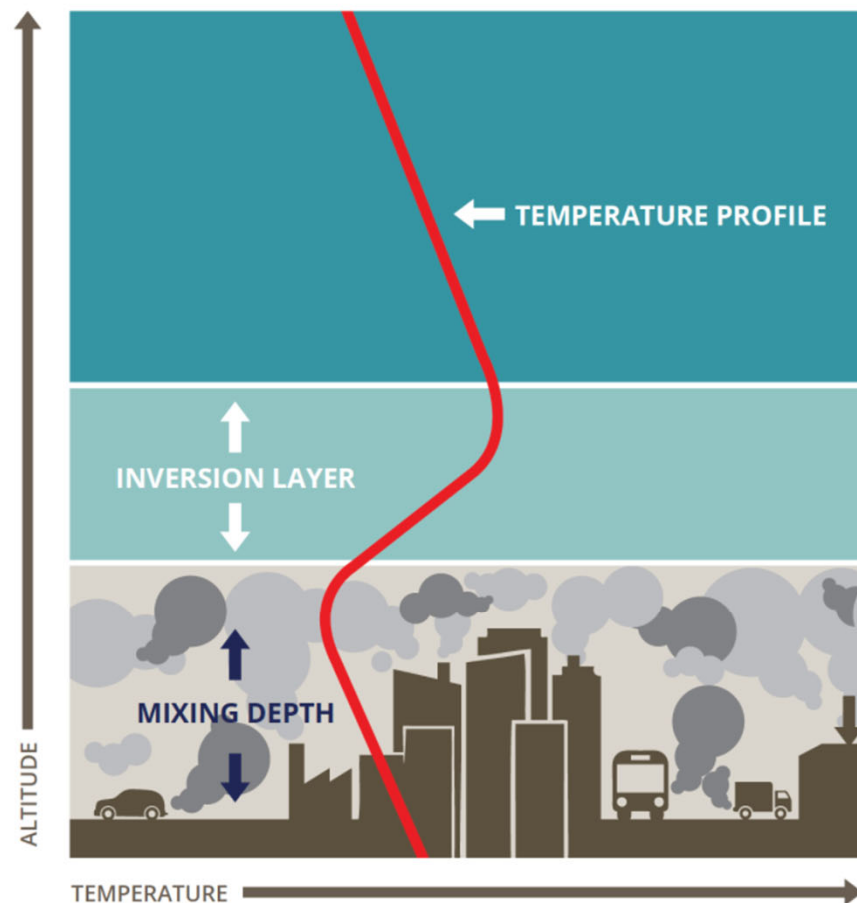 TEMPERATURE PROFILE
INVERSION LAYER
MIXING DEPTH
ALTITUDE
TEMPERATURE